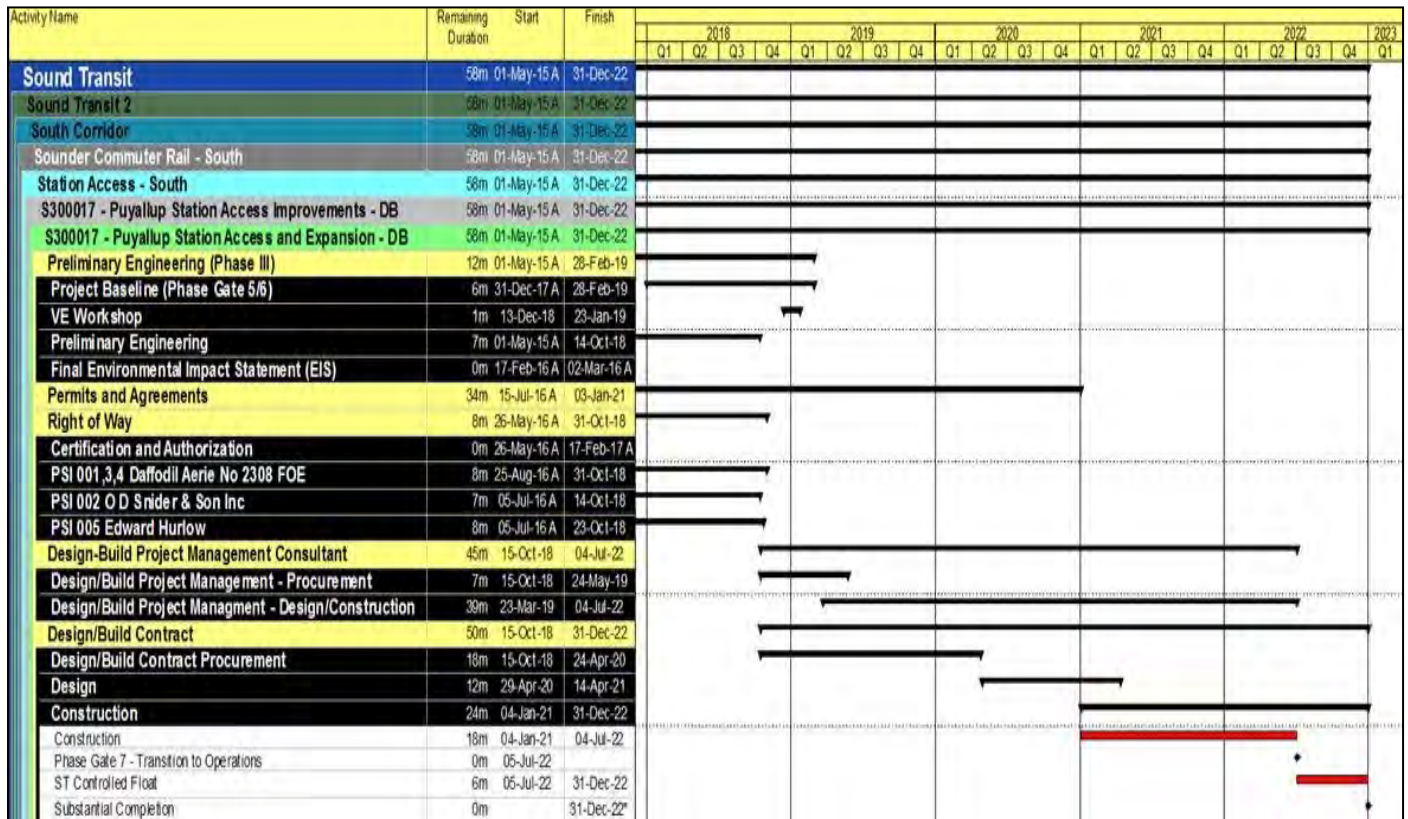 Activity Name Remaining Start Finish
Duration
2018 2019 2020 2021 2022 2023
Q1 Q2 Q3 Q4 Q1 Q2 Q3 Q4 Q1 Q2 Q3 Q4 Q1 Q2 Q3 Q4 Q1 Q2 Q3 Q4 Q1
Sound Transit 58m 01-May-15 A 31-Dec-22
Sound Transit 2 58m 01-May-15 A 31-Dec-22
South Corridor 58m 01-May-15 A 31-Dec-22
Sounder Commuter Rail - South 58m 01-May-15 A 31-Dec-22
Station Access - South 58m 01-May-15 A 31-Dec-22
S300017 - Puyallup Station Access Improvements - DB 58m 01-May-15 A 31-Dec-22
S300017 - Puyallup Station Access and Expansion - DB 58m 01-May-15 A 31-Dec-22
Preliminary Engineering (Phase III) 12m 01-May-15 A 28-Feb-19
Project Baseline (Phase Gate 5/6) 6m 31-Dec-17 A 28-Feb-19
VE Workshop 1m 13-Dec-18 23-Jan-19
Preliminary Engineering 7m 01-May-15 A 14-Oct-18
Final Environmental Impact Statement (EIS) 0m 17-Feb-16 A 02-Mar-16 A
Permits and Agreements 34m 15-Jul-16 A 03-Jan-21
Right of Way 8m 26-May-16 A 31-Oct-18
Certification and Authorization 0m 26-May-16 A 17-Feb-17 A
PSI 001,3,4 Daffodil Aerie No 2308 FOE 8m 25-Aug-16 A 31-Oct-18
PSI 002 O D Snider & Son Inc 7m 05-Jul-16 A 14-Oct-18
PSI 005 Edward Hurlow 8m 05-Jul-16 A 23-Oct-18
Design-Build Project Management Consultant 45m 15-Oct-18 04-Jul-22
Design/Build Project Management - Procurement 7m 15-Oct-18 24-May-19
Design/Build Project Managment - Design/Construction 39m 23-Mar-19 04-Jul-22
Design/Build Contract 50m 15-Oct-18 31-Dec-22
Design/Build Contract Procurement 18m 15-Oct-18 24-Apr-20
Design 12m 29-Apr-20 14-Apr-21
Construction 24m 04-Jan-21 31-Dec-22
Construction 18m 04-Jan-21 04-Jul-22
Phase Gate 7 - Transition to Operations 0m 05-Jul-22
ST Controlled Float 6m 05-Jul-22 31-Dec-22
Substantial Completion 0m 31-Dec-22*